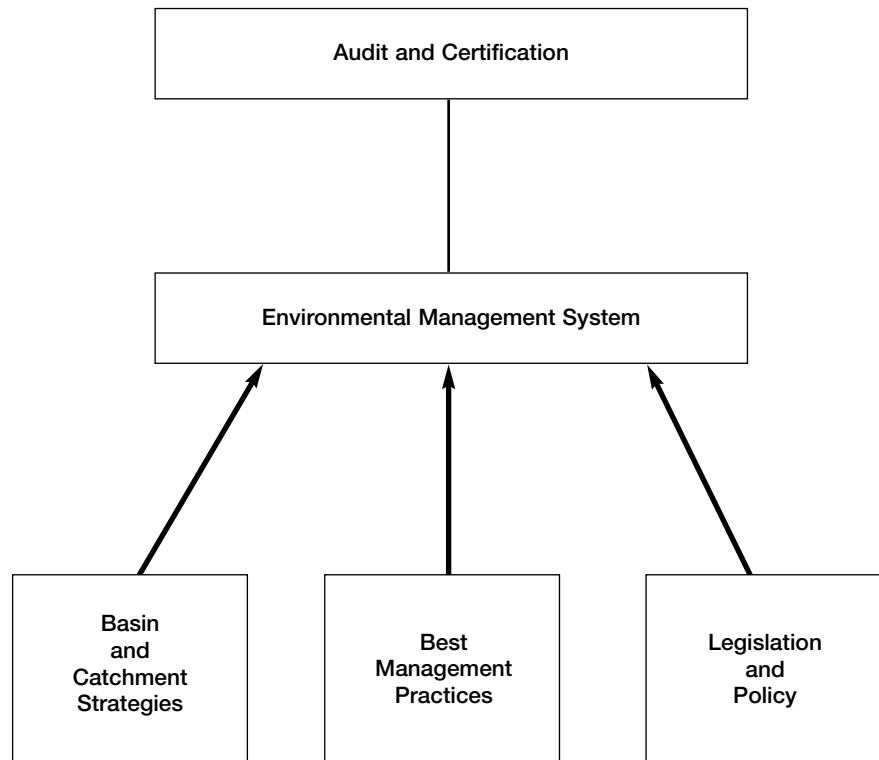 Audit and Certification
Environmental Management System
Basin
and
Catchment
Strategies
Best
Management
Practices
Legislation
and
Policy